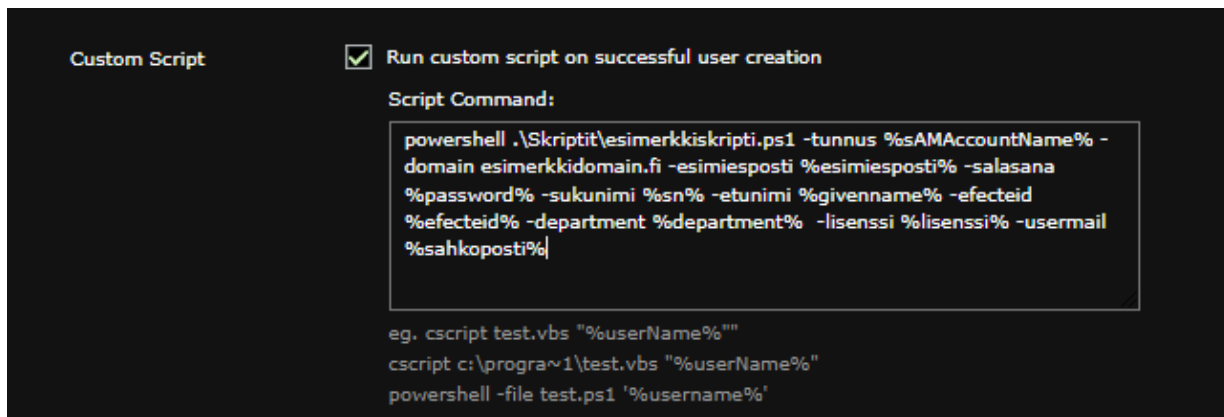 Custom Script
Run custom script on successful user creation
Script Command:
powershell .\Skriptit\esimerkkiskripti.ps1 -tunnus %sAMAccountName% -
domain esimerkkidomain.fi -esimiesposti %esimiesposti% -salasana
%password% -sukunimi %sn% -etunimi %givenname% -efecteid
%efecteid% -department %department%  -lisenssi %lisenssi% -usermail
%sahkoposti%
eg. cscript test.vbs "%userName%""
cscript c:\progra~1\test.vbs "%userName%"
powershell -file test.ps1 '%username%'